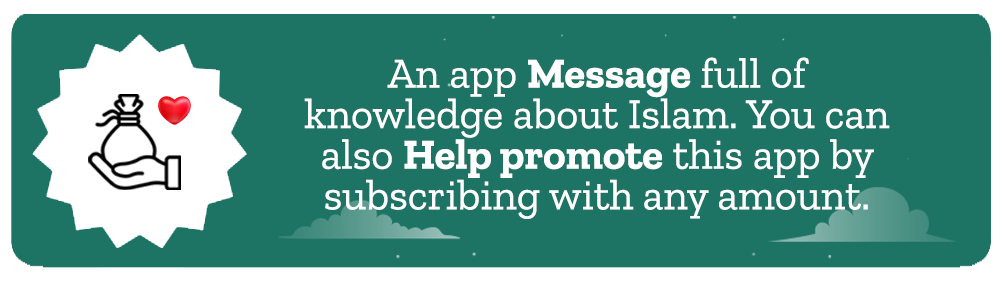 An app Message full of
knowledge about Islam. You can
also Help promote this app by
subscribing with any amount.